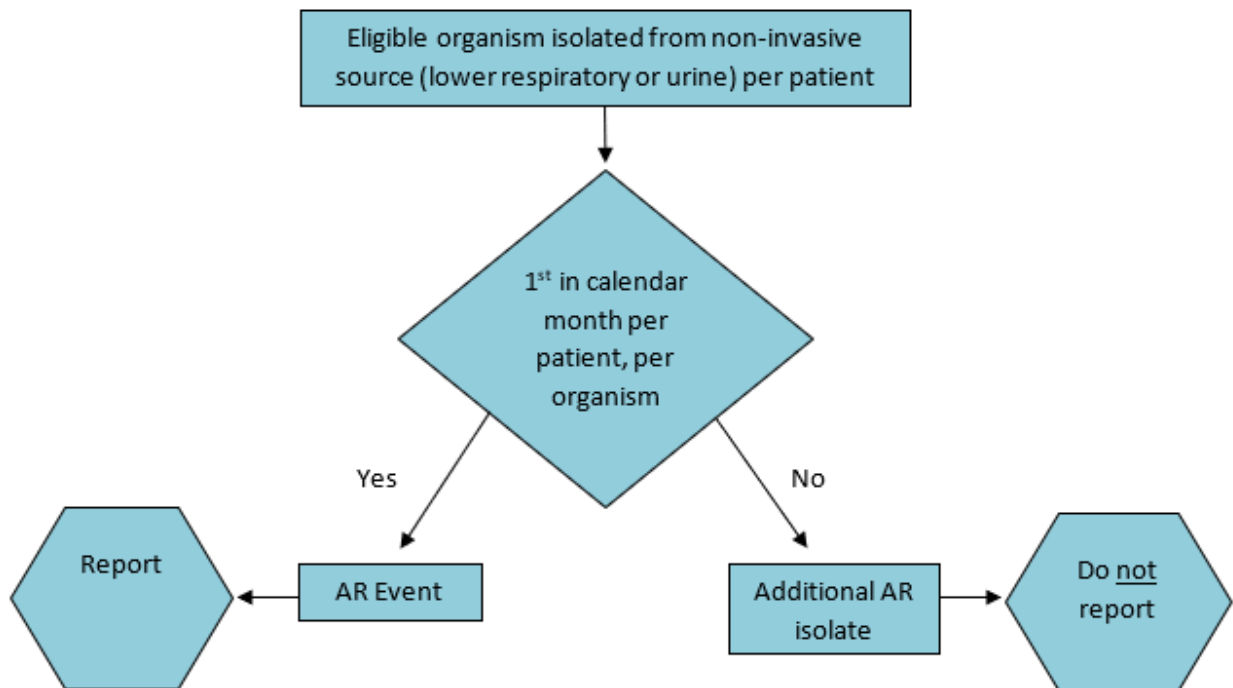 Eligible organism isolated from non-invasive
source (lower respiratory or urine) per patient
1st in calendar
month per
patient, per
organism
Yes
No
Report
AR Event
Additional AR
isolate
Do not
report